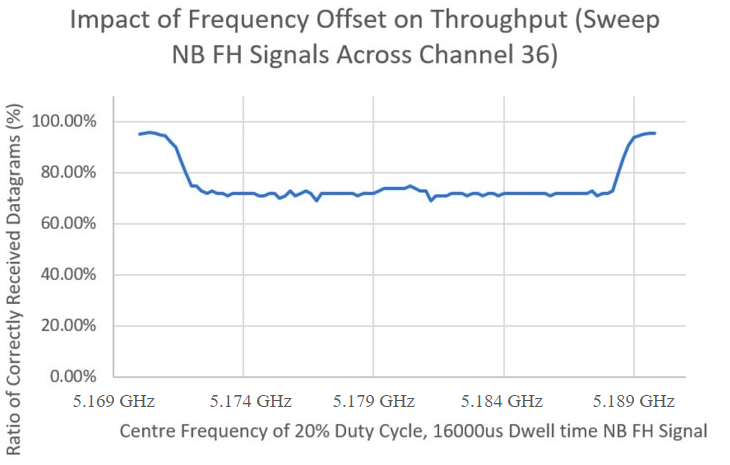 Impact of Frequency Offset on Throughput (Sweep
NB FH Signals Across Channel 36)
Ratio of Correctly Received Datagrams (%)
100.00%
80.00%
60.00%
40.00%
20.00%
0.00%
5.169 GHz 5.174 GHz 5.179 GHz 5.184 GHz 5.189 GHz
Centre Frequency of 20% Duty Cycle, 16000us Dwell time NB FH Signal